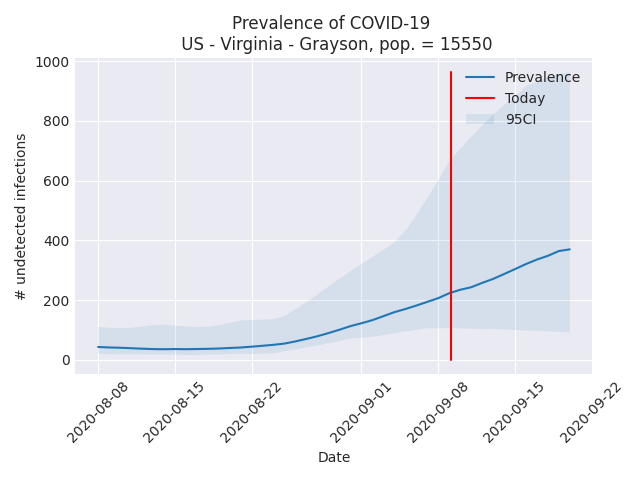 Prevalence of COVID-19
US - Virginia - Grayson, pop. = 15550
1000
800
600
400
200
0
# undetected infections
Prevalence
Today
95CI
2020-08-08
2020-08-15
2020-08-22
2020-09-01
2020-09-08
2020-09-15
2020-09-22
Date